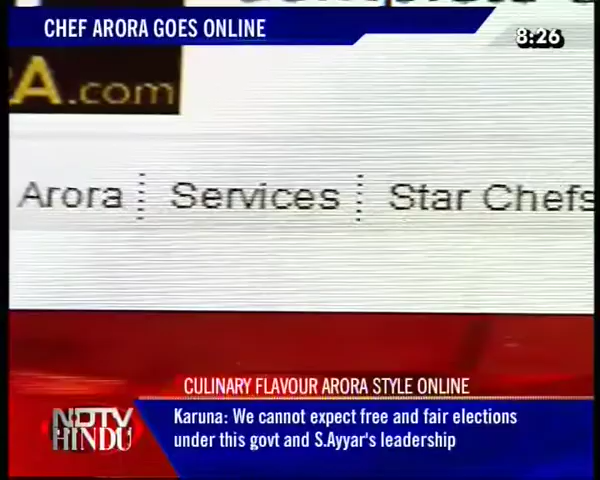 CHEF ARORA GOES ONLINE
8:26
A.com
Arora
Services
Star Chefs
CULINARY FLAVOUR ARORA STYLE ONLINE
NDTV
HINDU
Karuna: We cannot expect free and fair elections
under this govt and S.Ayyar's leadership